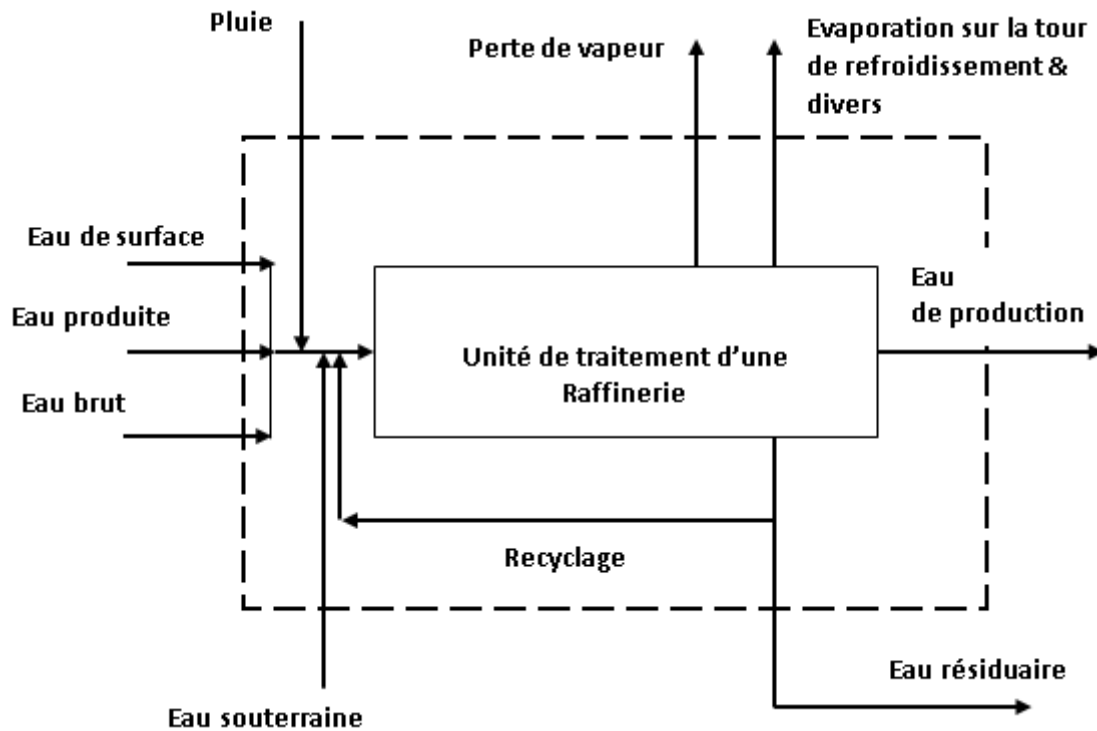 Pluie
Perte de vapeur
Evaporation sur la tour
de refroidissement &
divers
Eau de surface
Eau produite
Eau brut
Unité de traitement d'une
Raffinerie
Eau
de production
Recyclage
Eau résiduaire
Eau souterraine